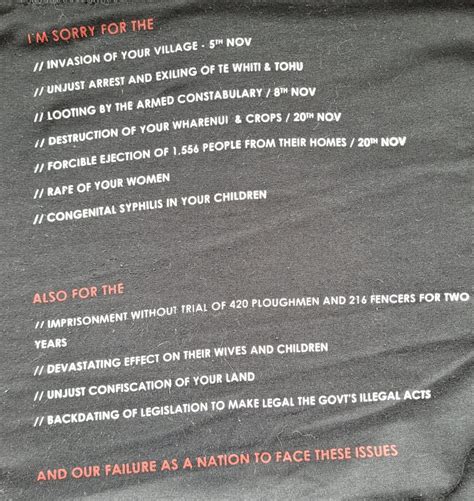 I'M SORRY FOR THE
// INVASION OF YOUR VILLAGE - 5TH NOV
// UNJUST ARREST AND EXILING OF TE WHITI & TOHU
// LOOTING BY THE ARMED CONSTABULARY / 8TH NOV
// DESTRUCTION OF YOUR WHARENUI & CROPS / 20TH NOV
// FORCIBLE EJECTION OF 1,556 PEOPLE FROM THEIR HOMES / 20TH NOV
// RAPE OF YOUR WOMEN
// CONGENITAL SYPHILIS IN YOUR CHILDREN
ALSO FOR THE
// IMPRISONMENT WITHOUT TRIAL OF 420 PLOUGHMEN AND 216 FENCERS FOR TWO
YEARS
// DEVASTATING EFFECT ON THEIR WIVES AND CHILDREN
// UNJUST CONFISCATION OF YOUR LAND
// BACKDATING OF LEGISLATION TO MAKE LEGAL THE GOVT'S ILLEGAL ACTS
AND OUR FAILURE AS A NATION TO FACE THESE ISSUES